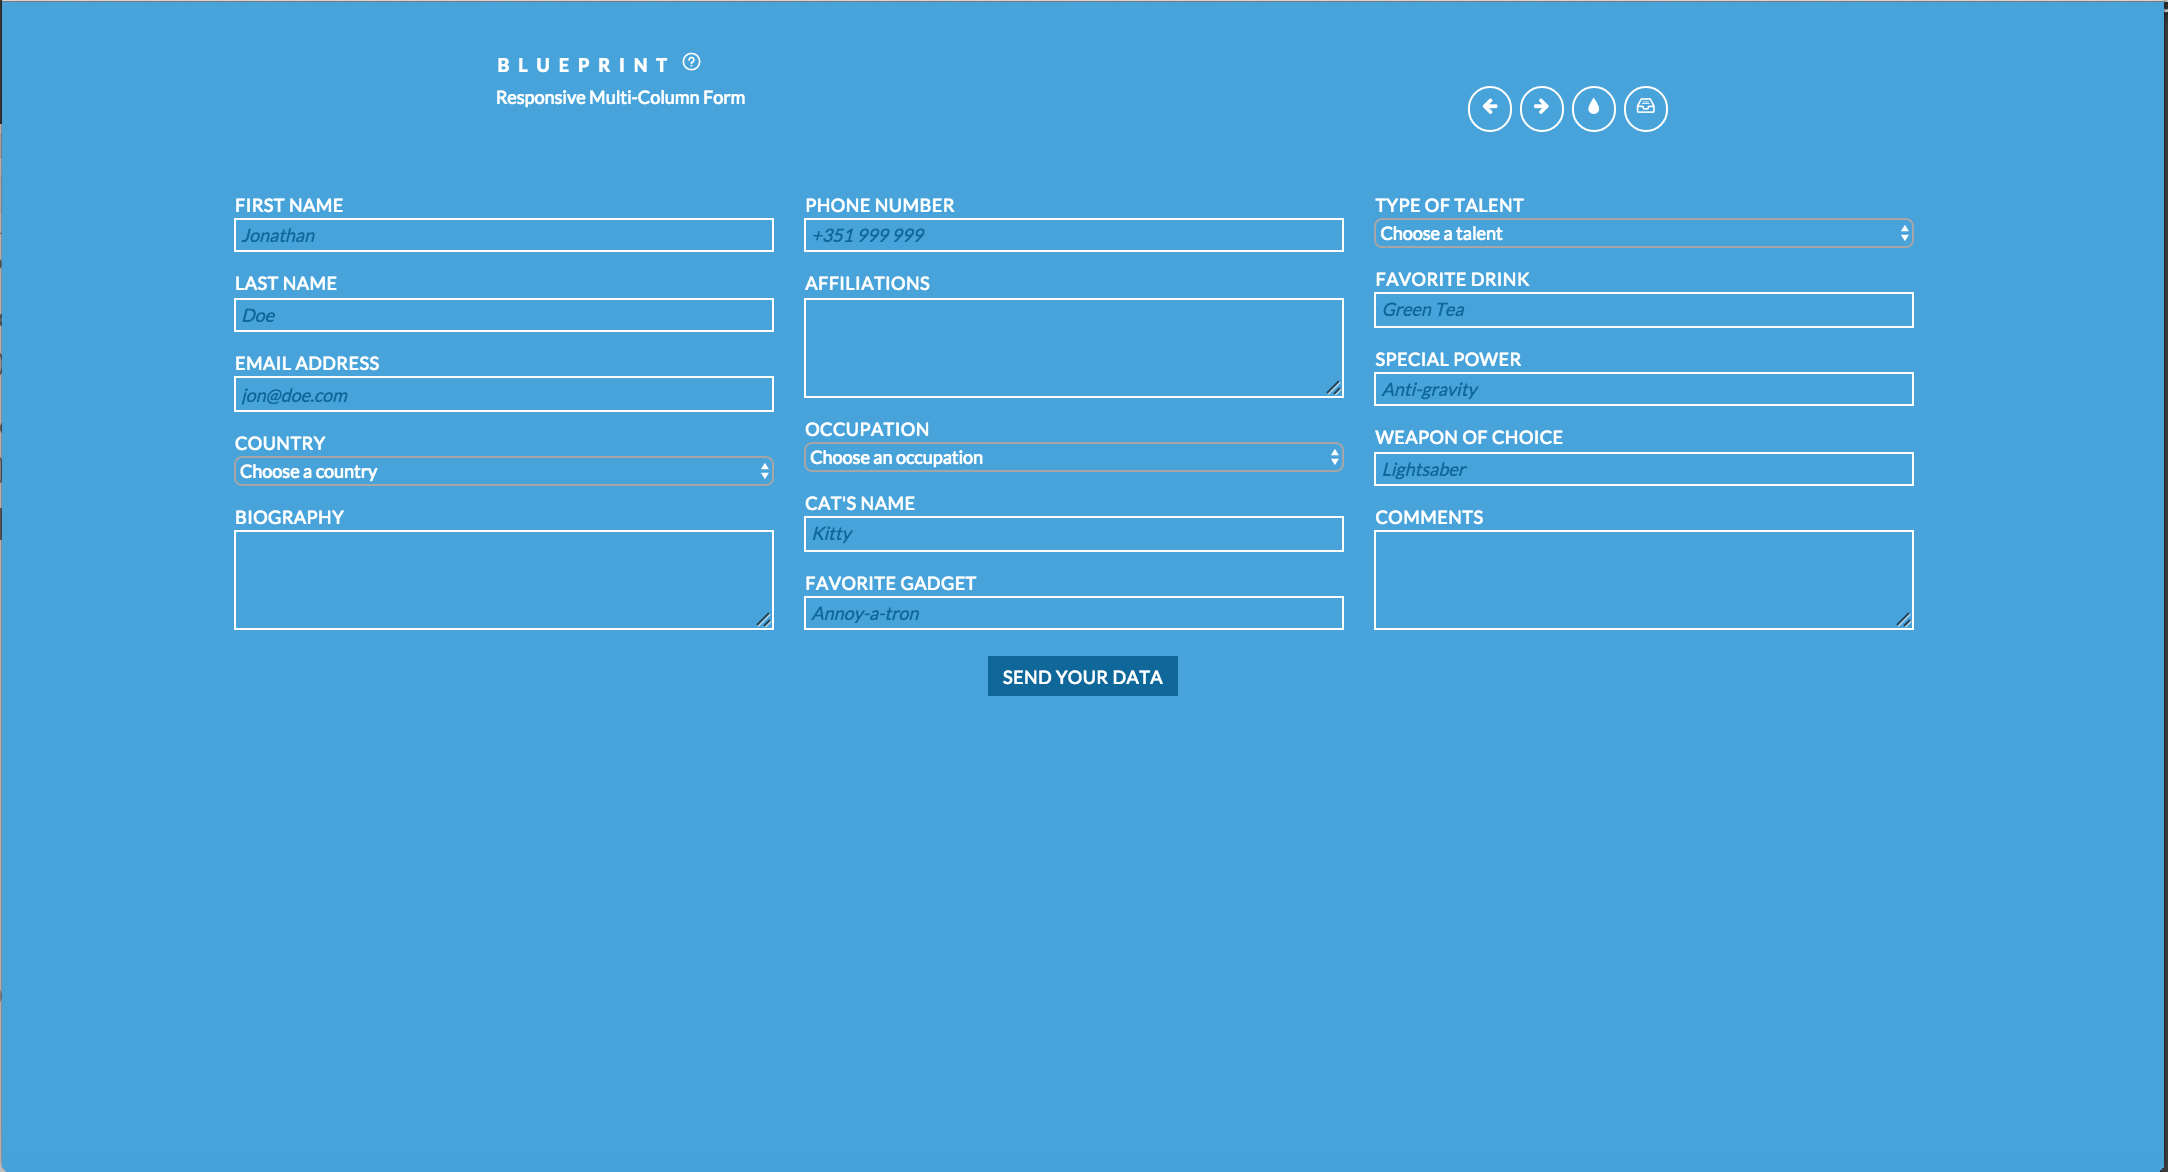 BLUEPRINT
Responsive Multi-Column Form
FIRST NAME
Jonathan
LAST NAME
Doe
EMAIL ADDRESS
jon@doe.com
COUNTRY
Choose a country
BIOGRAPHY
PHONE NUMBER
+351 999 999
AFFILIATIONS
OCCUPATION
Choose an occupation
CAT'S NAME
Kitty
FAVORITE GADGET
Annoy-a-tron
TYPE OF TALENT
Choose a talent
FAVORITE DRINK
Green Tea
SPECIAL POWER
Anti-gravity
WEAPON OF CHOICE
Lightsaber
COMMENTS
SEND YOUR DATA